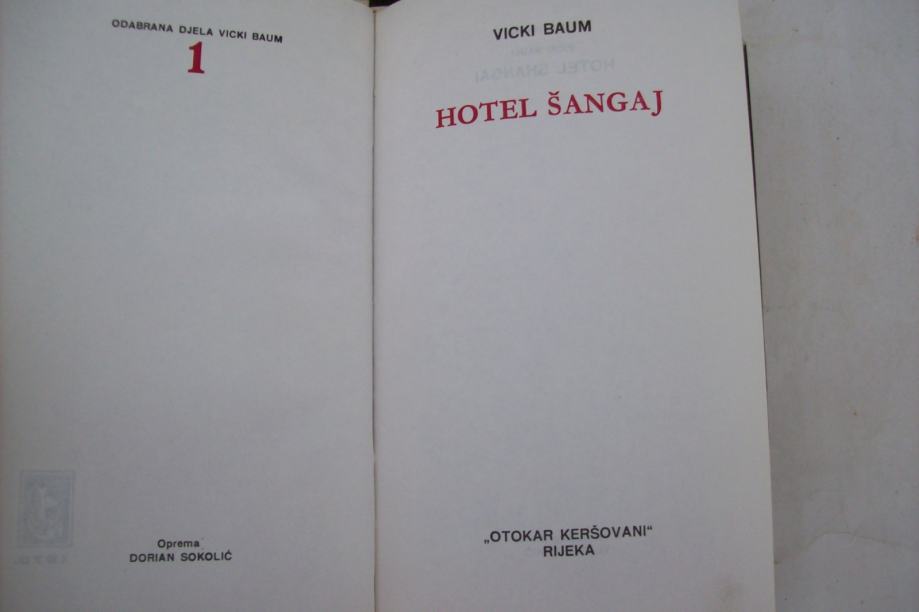 ODABRANA DJELA VICKI BAUM
1
Oprema
DORIAN SOKOLIĆ
VICKI BAUM
HOTEL ŠANGAJ
„OTOKAR KERŠOVANI“
RIJEKA